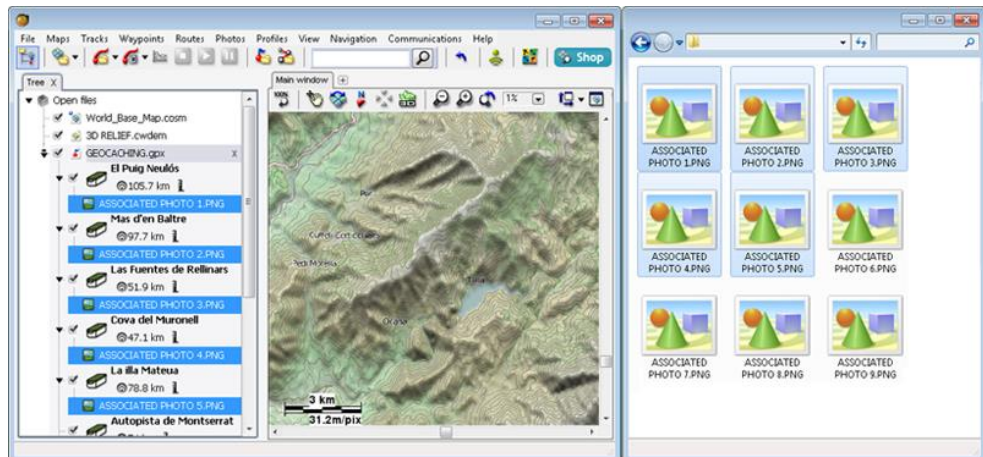 File Maps Tracks Waypoints Routes Photos Profiles View Navigation Communications Help
Shop
Tree X
Open files
World_Base_Map.cosm
3D RELIEF.cwdem
GEOCACHING.gpx x
El Puig Neulós
105.7 km
ASSOCIATED PHOTO 1.PNG
Mas d'en Baltre
97.7 km
ASSOCIATED PHOTO 2.PNG
Las Fuentes de Rellinars
51.9 km
ASSOCIATED PHOTO 3.PNG
Cova del Muronell
47.1 km
ASSOCIATED PHOTO 4.PNG
La illa Mateua
78.8 km
ASSOCIATED PHOTO 5.PNG
Autopista de Montserrat
Main window
100%
1%
3 km
31.2m/pix
ASSOCIATED
PHOTO 1.PNG
ASSOCIATED
PHOTO 2.PNG
ASSOCIATED
PHOTO 3.PNG
ASSOCIATED
PHOTO 4.PNG
ASSOCIATED
PHOTO 5.PNG
ASSOCIATED
PHOTO 6.PNG
ASSOCIATED
PHOTO 7.PNG
ASSOCIATED
PHOTO 8.PNG
ASSOCIATED
PHOTO 9.PNG